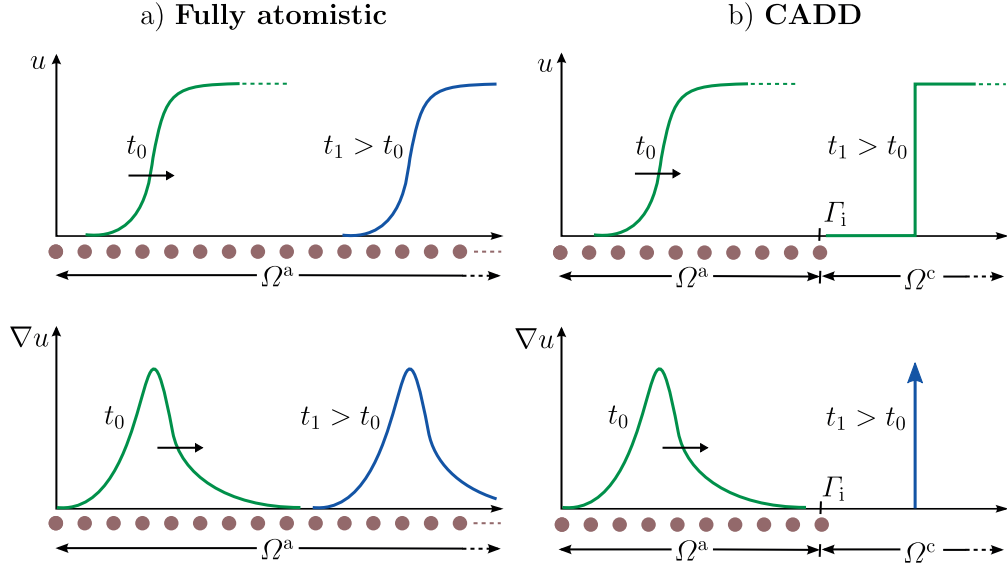 a) Fully atomistic
b) CADD
u
t₀
t₁ > t₀
Ωᵃ
u
t₀
t₁ > t₀
Γᵢ
Ωᵃ
Ωᶜ
∇u
t₀
t₁ > t₀
Ωᵃ
∇u
t₀
t₁ > t₀
Γᵢ
Ωᵃ
Ωᶜ